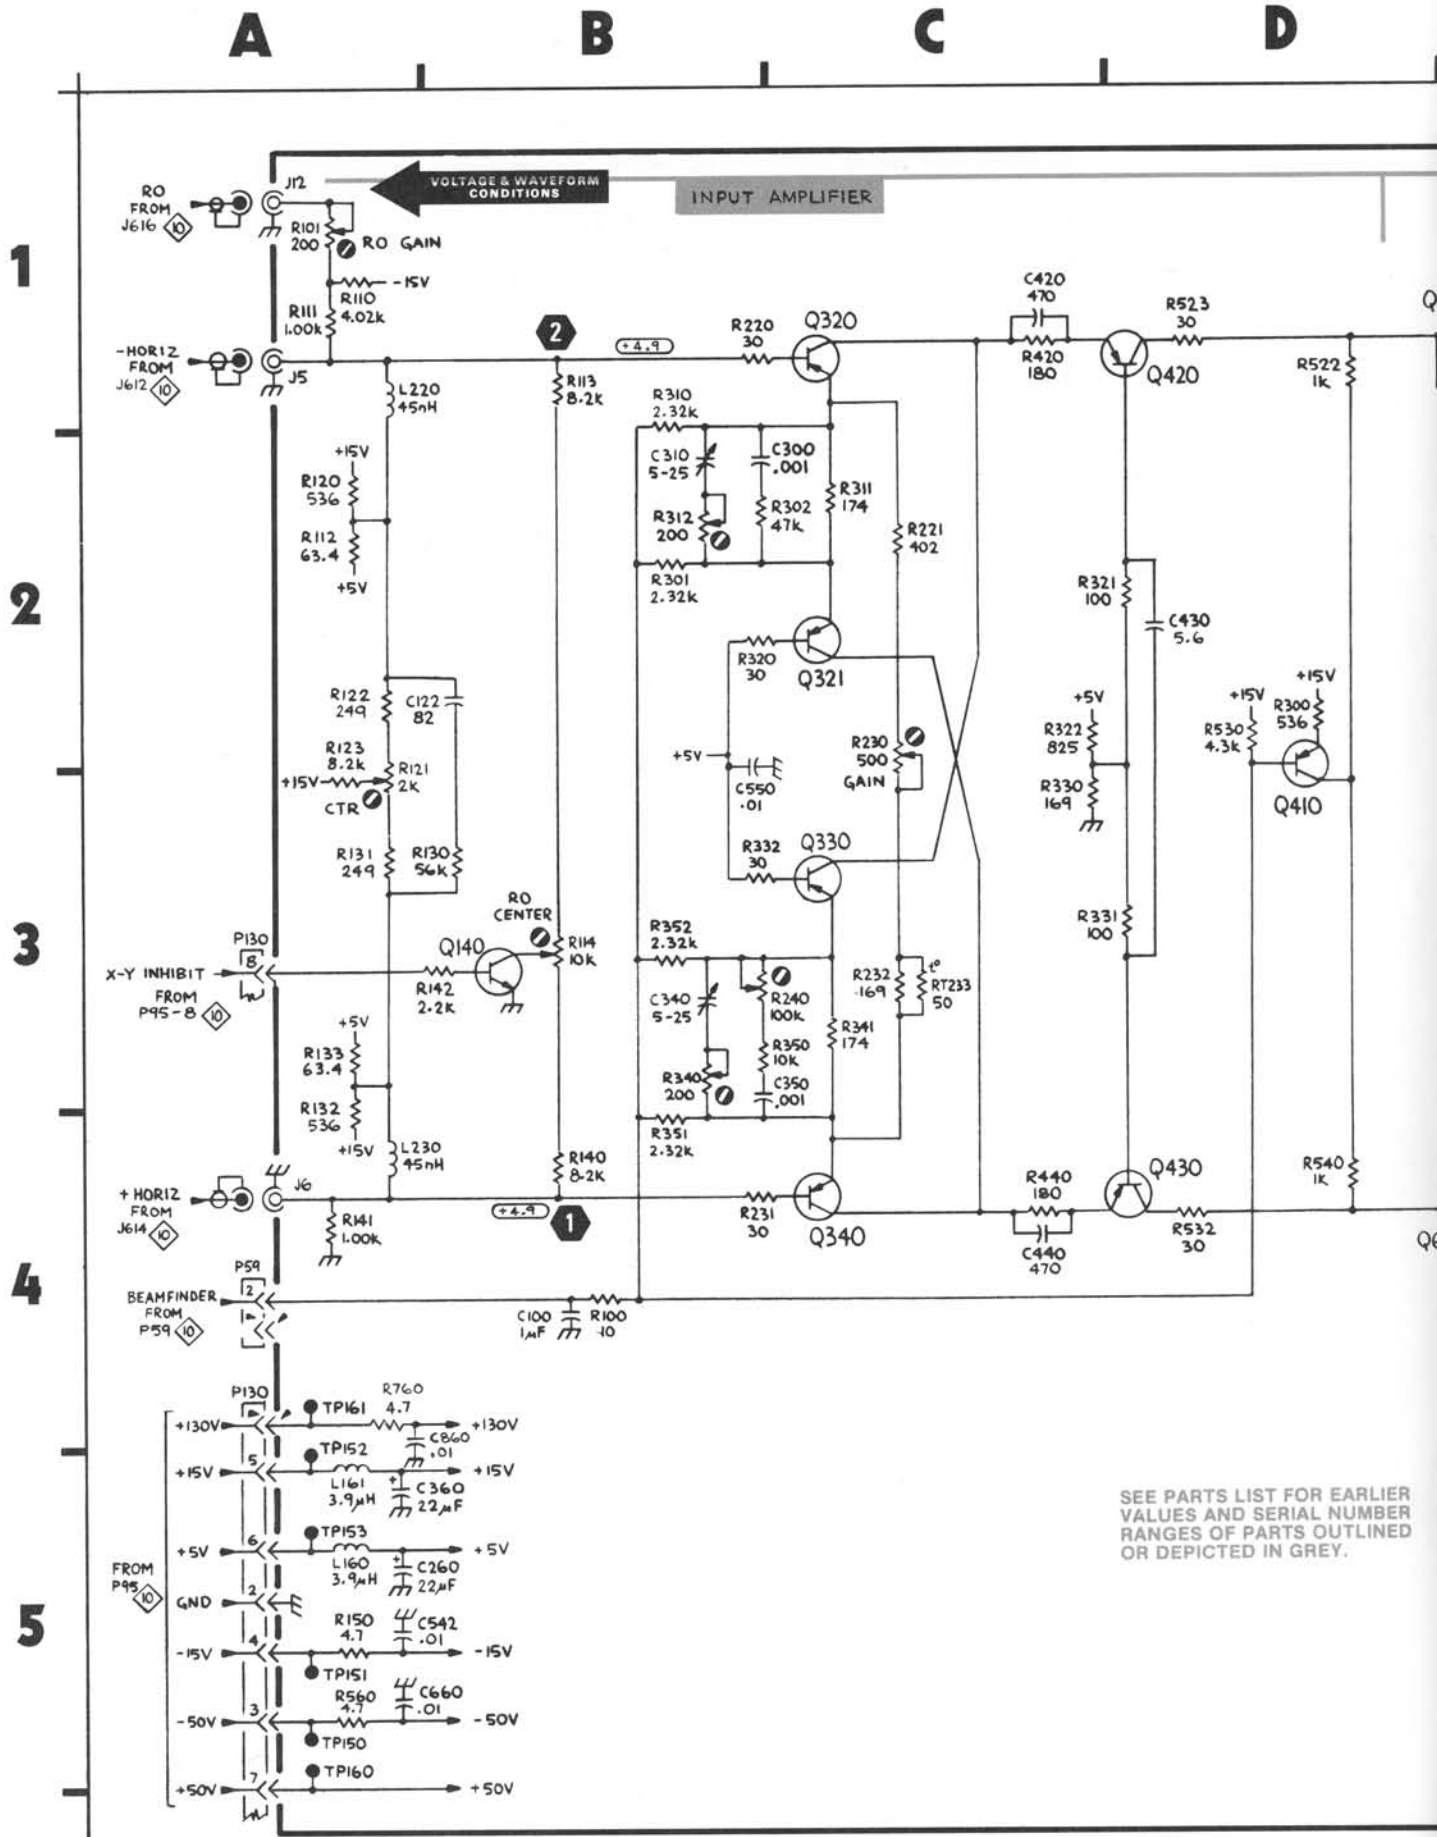 A
B
C
D
1
2
3
4
5
VOLTAGE & WAVEFORM
CONDITIONS
INPUT AMPLIFIER
RO
FROM
J616 10
J12
R101
200
RO GAIN
R110
4.02K
-15V
R111
1.00K
-HORIZ
FROM
J612 10
J5
L220
45nH
2
R113
8.2K
+4.9
R220
30
Q320
C420
470
R420
180
Q420
R523
30
R522
1K
Q
R310
2.32K
C310
5-25
C300
.001
R312
200
R302
47K
R311
174
R221
402
R301
2.32K
+15V
R120
536
R112
63.4
+5V
R320
30
Q321
R321
100
C430
5.6
R122
249
C122
82
R123
8.2K
+15V
R121
2K
CTR
R131
249
R130
56K
+5V
C550
.01
R230
500
GAIN
+5V
R322
825
R330
169
+15V
R530
4.3K
+15V
R300
536
Q410
R332
30
Q330
RO
CENTER
R114
10K
Q140
R142
2.2K
P130
8
X-Y INHIBIT
FROM
P95-8 10
R352
2.32K
C340
5-25
R240
100K
R350
10K
C350
.001
R340
200
R341
174
R232
169
t°
RT233
50
R331
100
+5V
R133
63.4
R132
536
+15V
L230
45nH
R351
2.32K
R140
8.2K
+ HORIZ
FROM
J614 10
J6
R141
1.00K
+4.9
1
R231
30
Q340
R440
180
C440
470
Q430
R532
30
R540
1K
Q6
P59
2
BEAMFINDER
FROM
P59 10
C100
1µF
R100
10
P130
+130V
TP161
R760
4.7
C860
.01
+130V
+15V
5
TP152
L161
3.9µH
+
C360
22µF
+15V
+5V
6
TP153
L160
3.9µH
+
C260
22µF
+5V
FROM
P95 10
GND
2
-15V
4
R150
4.7
C542
.01
-15V
TP151
-50V
3
R560
4.7
C660
.01
-50V
TP150
+50V
7
TP160
+50V
SEE PARTS LIST FOR EARLIER
VALUES AND SERIAL NUMBER
RANGES OF PARTS OUTLINED
OR DEPICTED IN GREY.